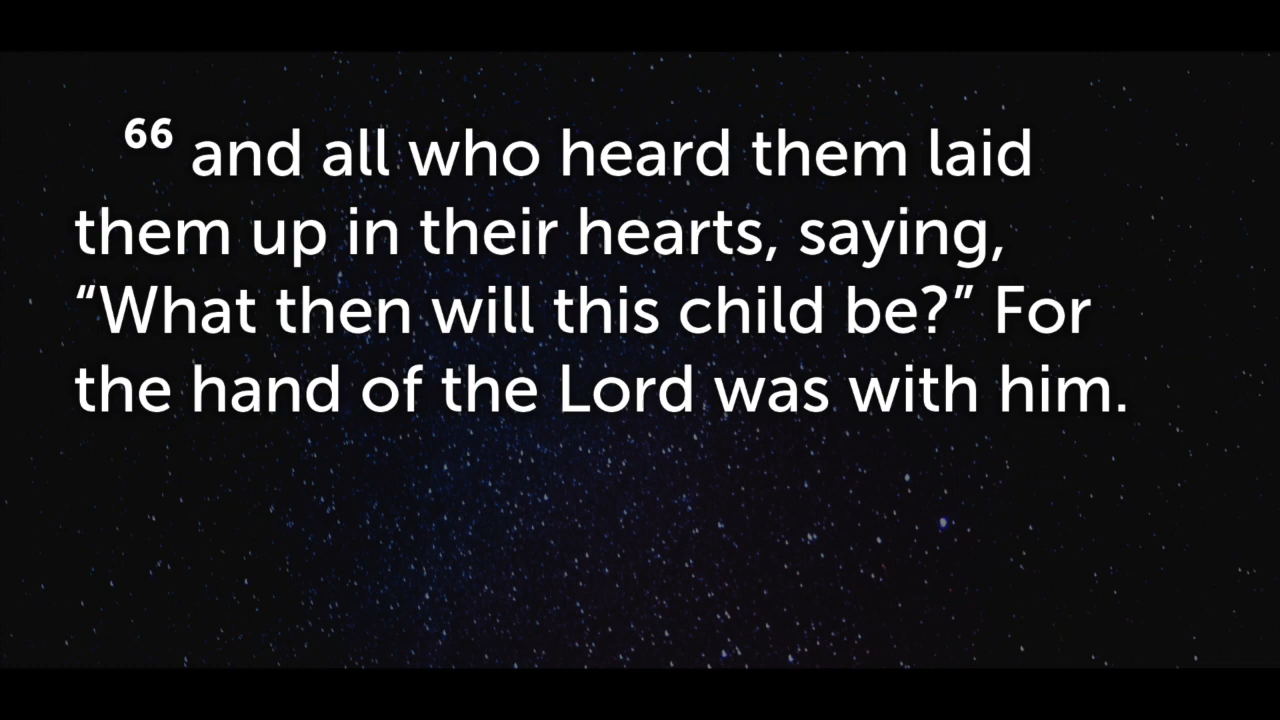 66 and all who heard them laid
them up in their hearts, saying,
“What then will this child be?” For
the hand of the Lord was with him.